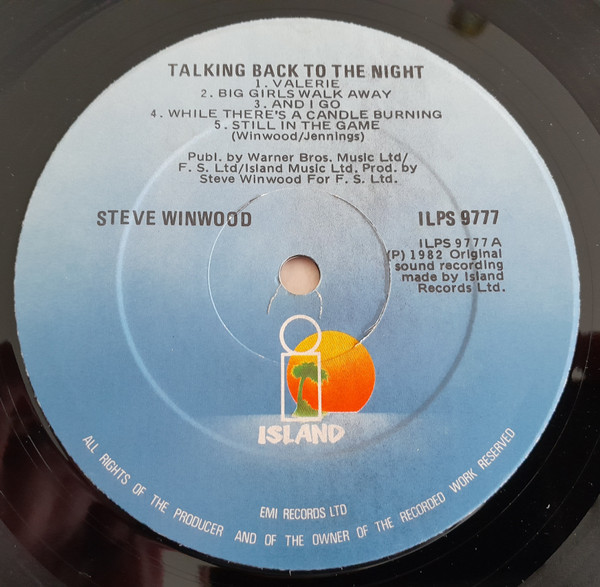 TALKING BACK TO THE NIGHT
1. VALERIE
2. BIG GIRLS WALK AWAY
3. AND I GO
4. WHILE THERE'S A CANDLE BURNING
5. STILL IN THE GAME
(Winwood/Jennings)
Publ. by Warner Bros. Music Ltd/
F. S. Ltd/Island Music Ltd. Prod. by
Steve Winwood For F. S. Ltd.
STEVE WINWOOD
ILPS 9777
ILPS 9777 A
(P) 1982 Original
sound recording
made by Island
Records Ltd.
ISLAND
EMI RECORDS LTD
ALL RIGHTS OF THE PRODUCER AND OF THE OWNER OF THE RECORDED WORK RESERVED